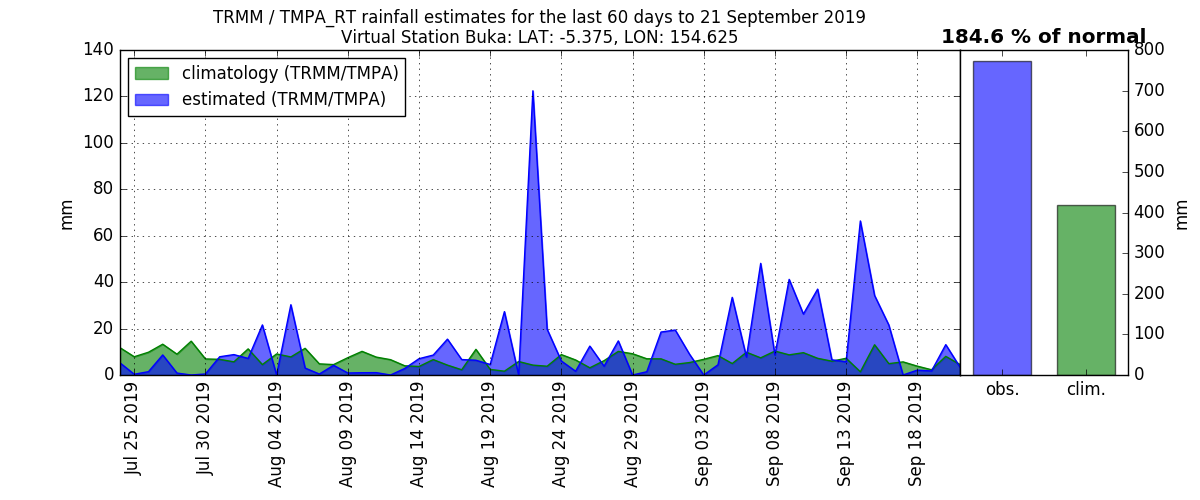 TRMM / TMPA_RT rainfall estimates for the last 60 days to 21 September 2019
Virtual Station Buka: LAT: -5.375, LON: 154.625
184.6 % of normal
climatology (TRMM/TMPA)
estimated (TRMM/TMPA)
140
120
100
80
60
40
20
0
mm
Jul 25 2019
Jul 30 2019
Aug 04 2019
Aug 09 2019
Aug 14 2019
Aug 19 2019
Aug 24 2019
Aug 29 2019
Sep 03 2019
Sep 08 2019
Sep 13 2019
Sep 18 2019
800
700
600
500
400
300
200
100
0
mm
obs.
clim.